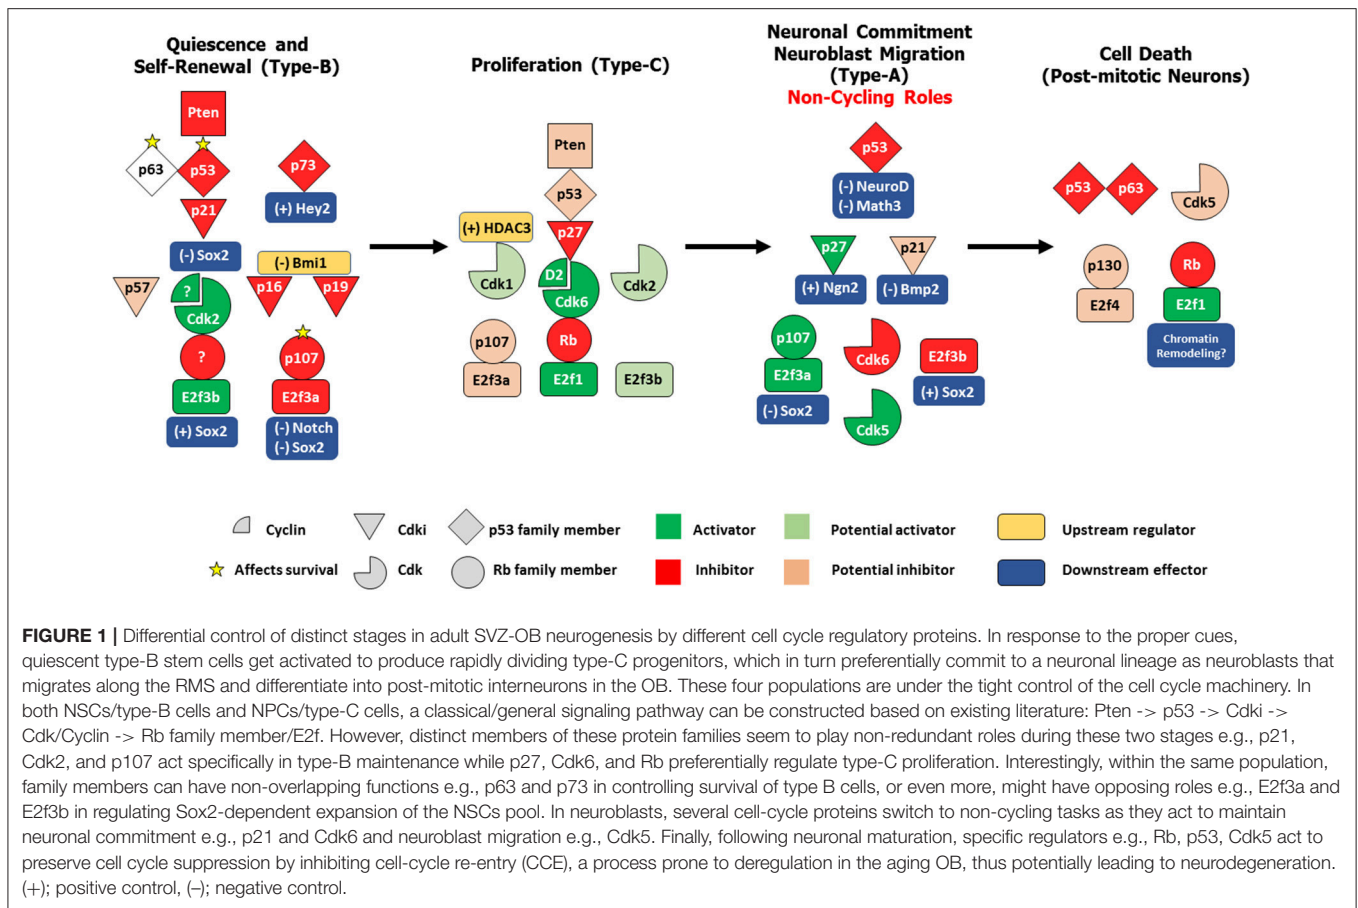 Quiescence and
Self-Renewal (Type-B)
Pten
p63
p53
p73
p21
(+) Hey2
(-) Sox2
(-) Bmi1
p57
?
Cdk2
p16
p19
?
p107
E2f3b
E2f3a
(+) Sox2
(-) Notch
(-) Sox2
Proliferation (Type-C)
Pten
p53
(+) HDAC3
p27
Cdk1
D2
Cdk6
Cdk2
p107
Rb
E2f3a
E2f1
E2f3b
Neuronal Commitment
Neuroblast Migration
(Type-A)
Non-Cycling Roles
p53
(-) NeuroD
(-) Math3
p27
p21
(+) Ngn2
(-) Bmp2
p107
Cdk6
E2f3b
E2f3a
(+) Sox2
(-) Sox2
Cdk5
Cell Death
(Post-mitotic Neurons)
p53
p63
Cdk5
p130
Rb
E2f4
E2f1
Chromatin
Remodeling?
Cyclin
Cdki
p53 family member
Activator
Potential activator
Upstream regulator
Affects survival
Cdk
Rb family member
Inhibitor
Potential inhibitor
Downstream effector
FIGURE 1 | Differential control of distinct stages in adult SVZ-OB neurogenesis by different cell cycle regulatory proteins. In response to the proper cues,
quiescent type-B stem cells get activated to produce rapidly dividing type-C progenitors, which in turn preferentially commit to a neuronal lineage as neuroblasts that
migrates along the RMS and differentiate into post-mitotic interneurons in the OB. These four populations are under the tight control of the cell cycle machinery. In
both NSCs/type-B cells and NPCs/type-C cells, a classical/general signaling pathway can be constructed based on existing literature: Pten -> p53 -> Cdki ->
Cdk/Cyclin -> Rb family member/E2f. However, distinct members of these protein families seem to play non-redundant roles during these two stages e.g., p21,
Cdk2, and p107 act specifically in type-B maintenance while p27, Cdk6, and Rb preferentially regulate type-C proliferation. Interestingly, within the same population,
family members can have non-overlapping functions e.g., p63 and p73 in controlling survival of type B cells, or even more, might have opposing roles e.g., E2f3a and
E2f3b in regulating Sox2-dependent expansion of the NSCs pool. In neuroblasts, several cell-cycle proteins switch to non-cycling tasks as they act to maintain
neuronal commitment e.g., p21 and Cdk6 and neuroblast migration e.g., Cdk5. Finally, following neuronal maturation, specific regulators e.g., Rb, p53, Cdk5 act to
preserve cell cycle suppression by inhibiting cell-cycle re-entry (CCE), a process prone to deregulation in the aging OB, thus potentially leading to neurodegeneration.
(+); positive control, (–); negative control.